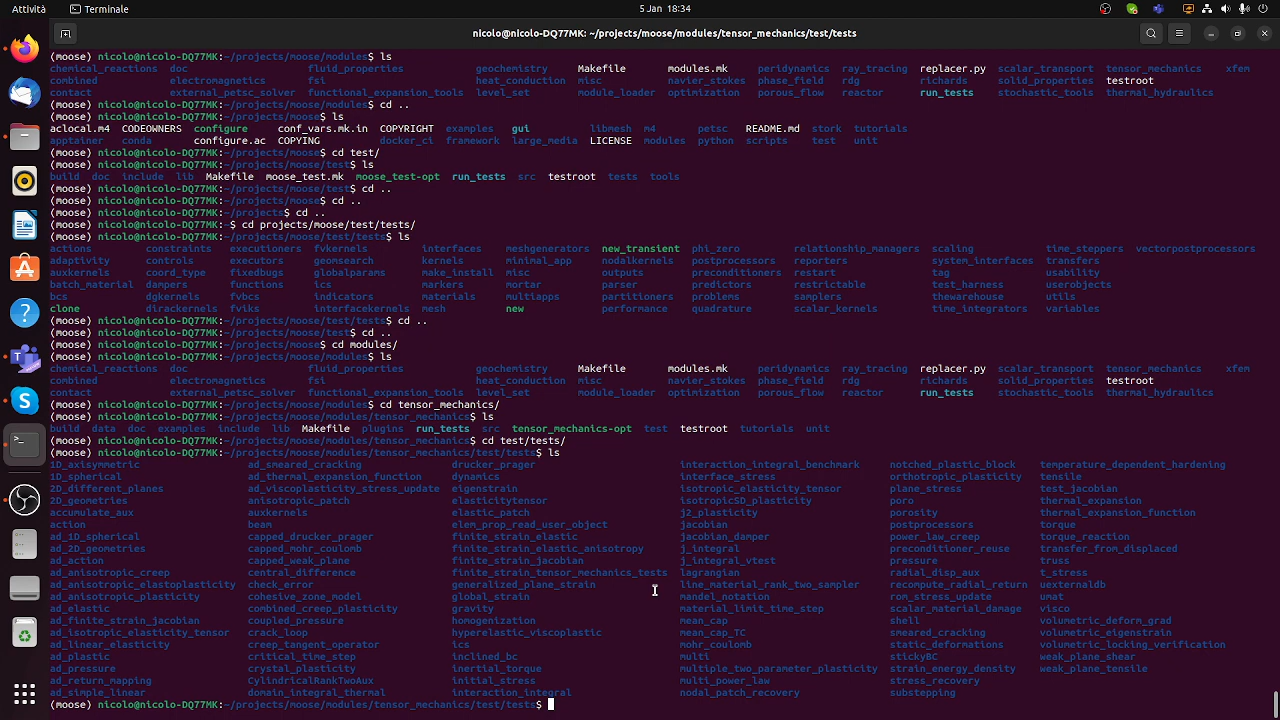 Attività Terminale 5 Jan 18:34
nicolo@nicolo-DQ77MK: ~/projects/moose/modules/tensor_mechanics/test/tests
(moose) nicolo@nicolo-DQ77MK:~/projects/moose/modules$ ls
chemical_reactions doc fluid_properties geochemistry Makefile modules.mk peridynamics ray_tracing replacer.py scalar_transport tensor_mechanics xfem
combined electromagnetics fsi heat_conduction misc navier_stokes phase_field rdg richards solid_properties testroot
contact external_petsc_solver functional_expansion_tools level_set module_loader optimization porous_flow reactor run_tests stochastic_tools thermal_hydraulics
(moose) nicolo@nicolo-DQ77MK:~/projects/moose/modules$ cd ..
(moose) nicolo@nicolo-DQ77MK:~/projects/moose$ ls
aclocal.m4 CODEOWNERS configure conf_vars.mk.in COPYRIGHT examples gui libmesh m4 petsc README.md stork tutorials
apptainer conda configure.ac COPYING docker_ci framework large_media LICENSE modules python scripts test unit
(moose) nicolo@nicolo-DQ77MK:~/projects/moose$ cd test/
(moose) nicolo@nicolo-DQ77MK:~/projects/moose/test$ ls
build doc include lib Makefile moose_test.mk moose_test-opt run_tests src testroot tests tools
(moose) nicolo@nicolo-DQ77MK:~/projects/moose/test$ cd ..
(moose) nicolo@nicolo-DQ77MK:~/projects/moose$ cd ..
(moose) nicolo@nicolo-DQ77MK:~/projects$ cd ..
(moose) nicolo@nicolo-DQ77MK:~$ cd projects/moose/test/tests/
(moose) nicolo@nicolo-DQ77MK:~/projects/moose/test/tests$ ls
actions constraints executioners fvkernels interfaces meshgenerators new_transient phi_zero relationship_managers scaling time_steppers vectorpostprocessors
adaptivity controls executors geomsearch kernels minimal_app nodalkernels postprocessors reporters system_interfaces transfers
auxkernels coord_type fixedbugs globalparams make_install misc outputs preconditioners restart tag usability
batch_material dampers functions ics markers mortar parser predictors restrictable test_harness userobjects
bcs dgkernels fvbcs indicators materials multiapps partitioners problems samplers thewarehouse utils
clone dirackernels fviks interfacekernels mesh new performance quadrature scalar_kernels time_integrators variables
(moose) nicolo@nicolo-DQ77MK:~/projects/moose/test/tests$ cd ..
(moose) nicolo@nicolo-DQ77MK:~/projects/moose/test$ cd ..
(moose) nicolo@nicolo-DQ77MK:~/projects/moose$ cd modules/
(moose) nicolo@nicolo-DQ77MK:~/projects/moose/modules$ ls
chemical_reactions doc fluid_properties geochemistry Makefile modules.mk peridynamics ray_tracing replacer.py scalar_transport tensor_mechanics xfem
combined electromagnetics fsi heat_conduction misc navier_stokes phase_field rdg richards solid_properties testroot
contact external_petsc_solver functional_expansion_tools level_set module_loader optimization porous_flow reactor run_tests stochastic_tools thermal_hydraulics
(moose) nicolo@nicolo-DQ77MK:~/projects/moose/modules$ cd tensor_mechanics/
(moose) nicolo@nicolo-DQ77MK:~/projects/moose/modules/tensor_mechanics$ ls
build data doc examples include lib Makefile plugins run_tests src tensor_mechanics-opt test testroot tutorials unit
(moose) nicolo@nicolo-DQ77MK:~/projects/moose/modules/tensor_mechanics$ cd test/tests/
(moose) nicolo@nicolo-DQ77MK:~/projects/moose/modules/tensor_mechanics/test/tests$ ls
1D_axisymmetric ad_smeared_cracking drucker_prager interaction_integral_benchmark notched_plastic_block temperature_dependent_hardening
1D_spherical ad_thermal_expansion_function dynamics interface_stress orthotropic_plasticity tensile
2D_different_planes ad_viscoplasticity_stress_update eigenstrain isotropic_elasticity_tensor plane_stress test_jacobian
2D_geometries anisotropic_patch elasticitytensor isotropicSD_plasticity poro thermal_expansion
accumulate_aux auxkernels elastic_patch j2_plasticity porosity thermal_expansion_function
action beam elem_prop_read_user_object jacobian postprocessors torque
ad_1D_spherical capped_drucker_prager finite_strain_elastic jacobian_damper power_law_creep torque_reaction
ad_2D_geometries capped_mohr_coulomb finite_strain_elastic_anisotropy j_integral preconditioner_reuse transfer_from_displaced
ad_action capped_weak_plane finite_strain_jacobian j_integral_vtest pressure truss
ad_anisotropic_creep central_difference finite_strain_tensor_mechanics_tests lagrangian radial_disp_aux t_stress
ad_anisotropic_elastoplasticity check_error generalized_plane_strain line_material_rank_two_sampler recompute_radial_return uexternaldb
ad_anisotropic_plasticity cohesive_zone_model global_strain mandel_notation rom_stress_update umat
ad_elastic combined_creep_plasticity gravity material_limit_time_step scalar_material_damage visco
ad_finite_strain_jacobian coupled_pressure homogenization mean_cap shell volumetric_deform_grad
ad_isotropic_elasticity_tensor crack_loop hyperelastic_viscoplastic mean_cap_TC smeared_cracking volumetric_eigenstrain
ad_linear_elasticity creep_tangent_operator ics mohr_coulomb static_deformations volumetric_locking_verification
ad_plastic critical_time_step inclined_bc multi stickyBC weak_plane_shear
ad_pressure crystal_plasticity inertial_torque multiple_two_parameter_plasticity strain_energy_density weak_plane_tensile
ad_return_mapping CylindricalRankTwoAux initial_stress multi_power_law stress_recovery
ad_simple_linear domain_integral_thermal interaction_integral nodal_patch_recovery substepping
(moose) nicolo@nicolo-DQ77MK:~/projects/moose/modules/tensor_mechanics/test/tests$